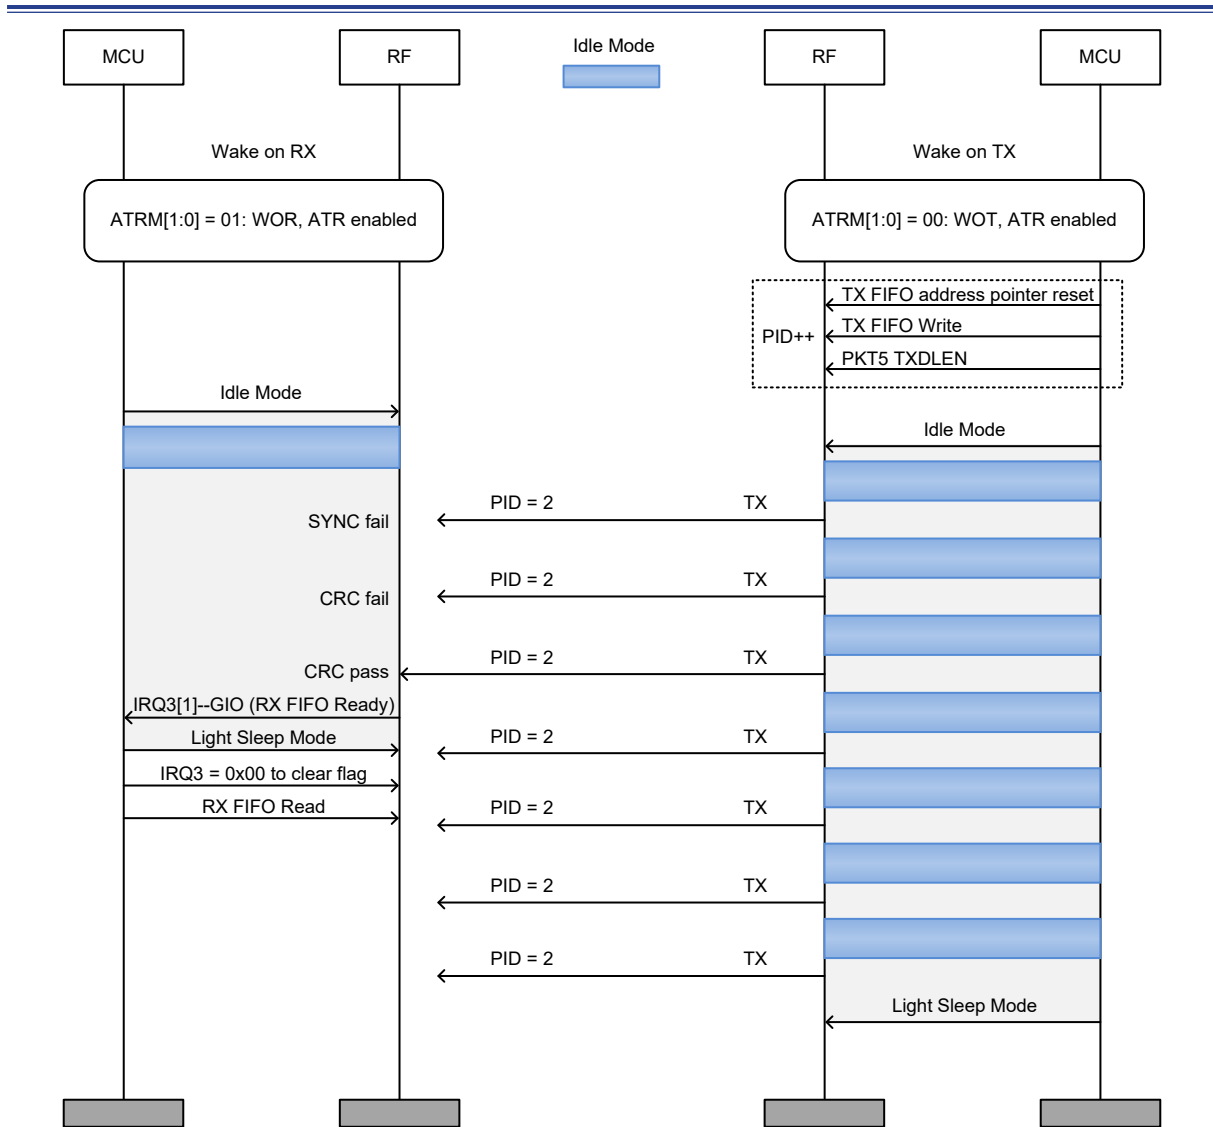 MCU
RF
Idle Mode
RF
MCU
Wake on RX
Wake on TX
ATRM[1:0] = 01: WOR, ATR enabled
ATRM[1:0] = 00: WOT, ATR enabled
TX FIFO address pointer reset
PID++
TX FIFO Write
PKT5 TXDLEN
Idle Mode
Idle Mode
PID = 2
TX
SYNC fail
PID = 2
TX
CRC fail
PID = 2
TX
CRC pass
IRQ3[1]--GIO (RX FIFO Ready)
Light Sleep Mode
PID = 2
TX
IRQ3 = 0x00 to clear flag
RX FIFO Read
PID = 2
TX
PID = 2
TX
PID = 2
TX
Light Sleep Mode